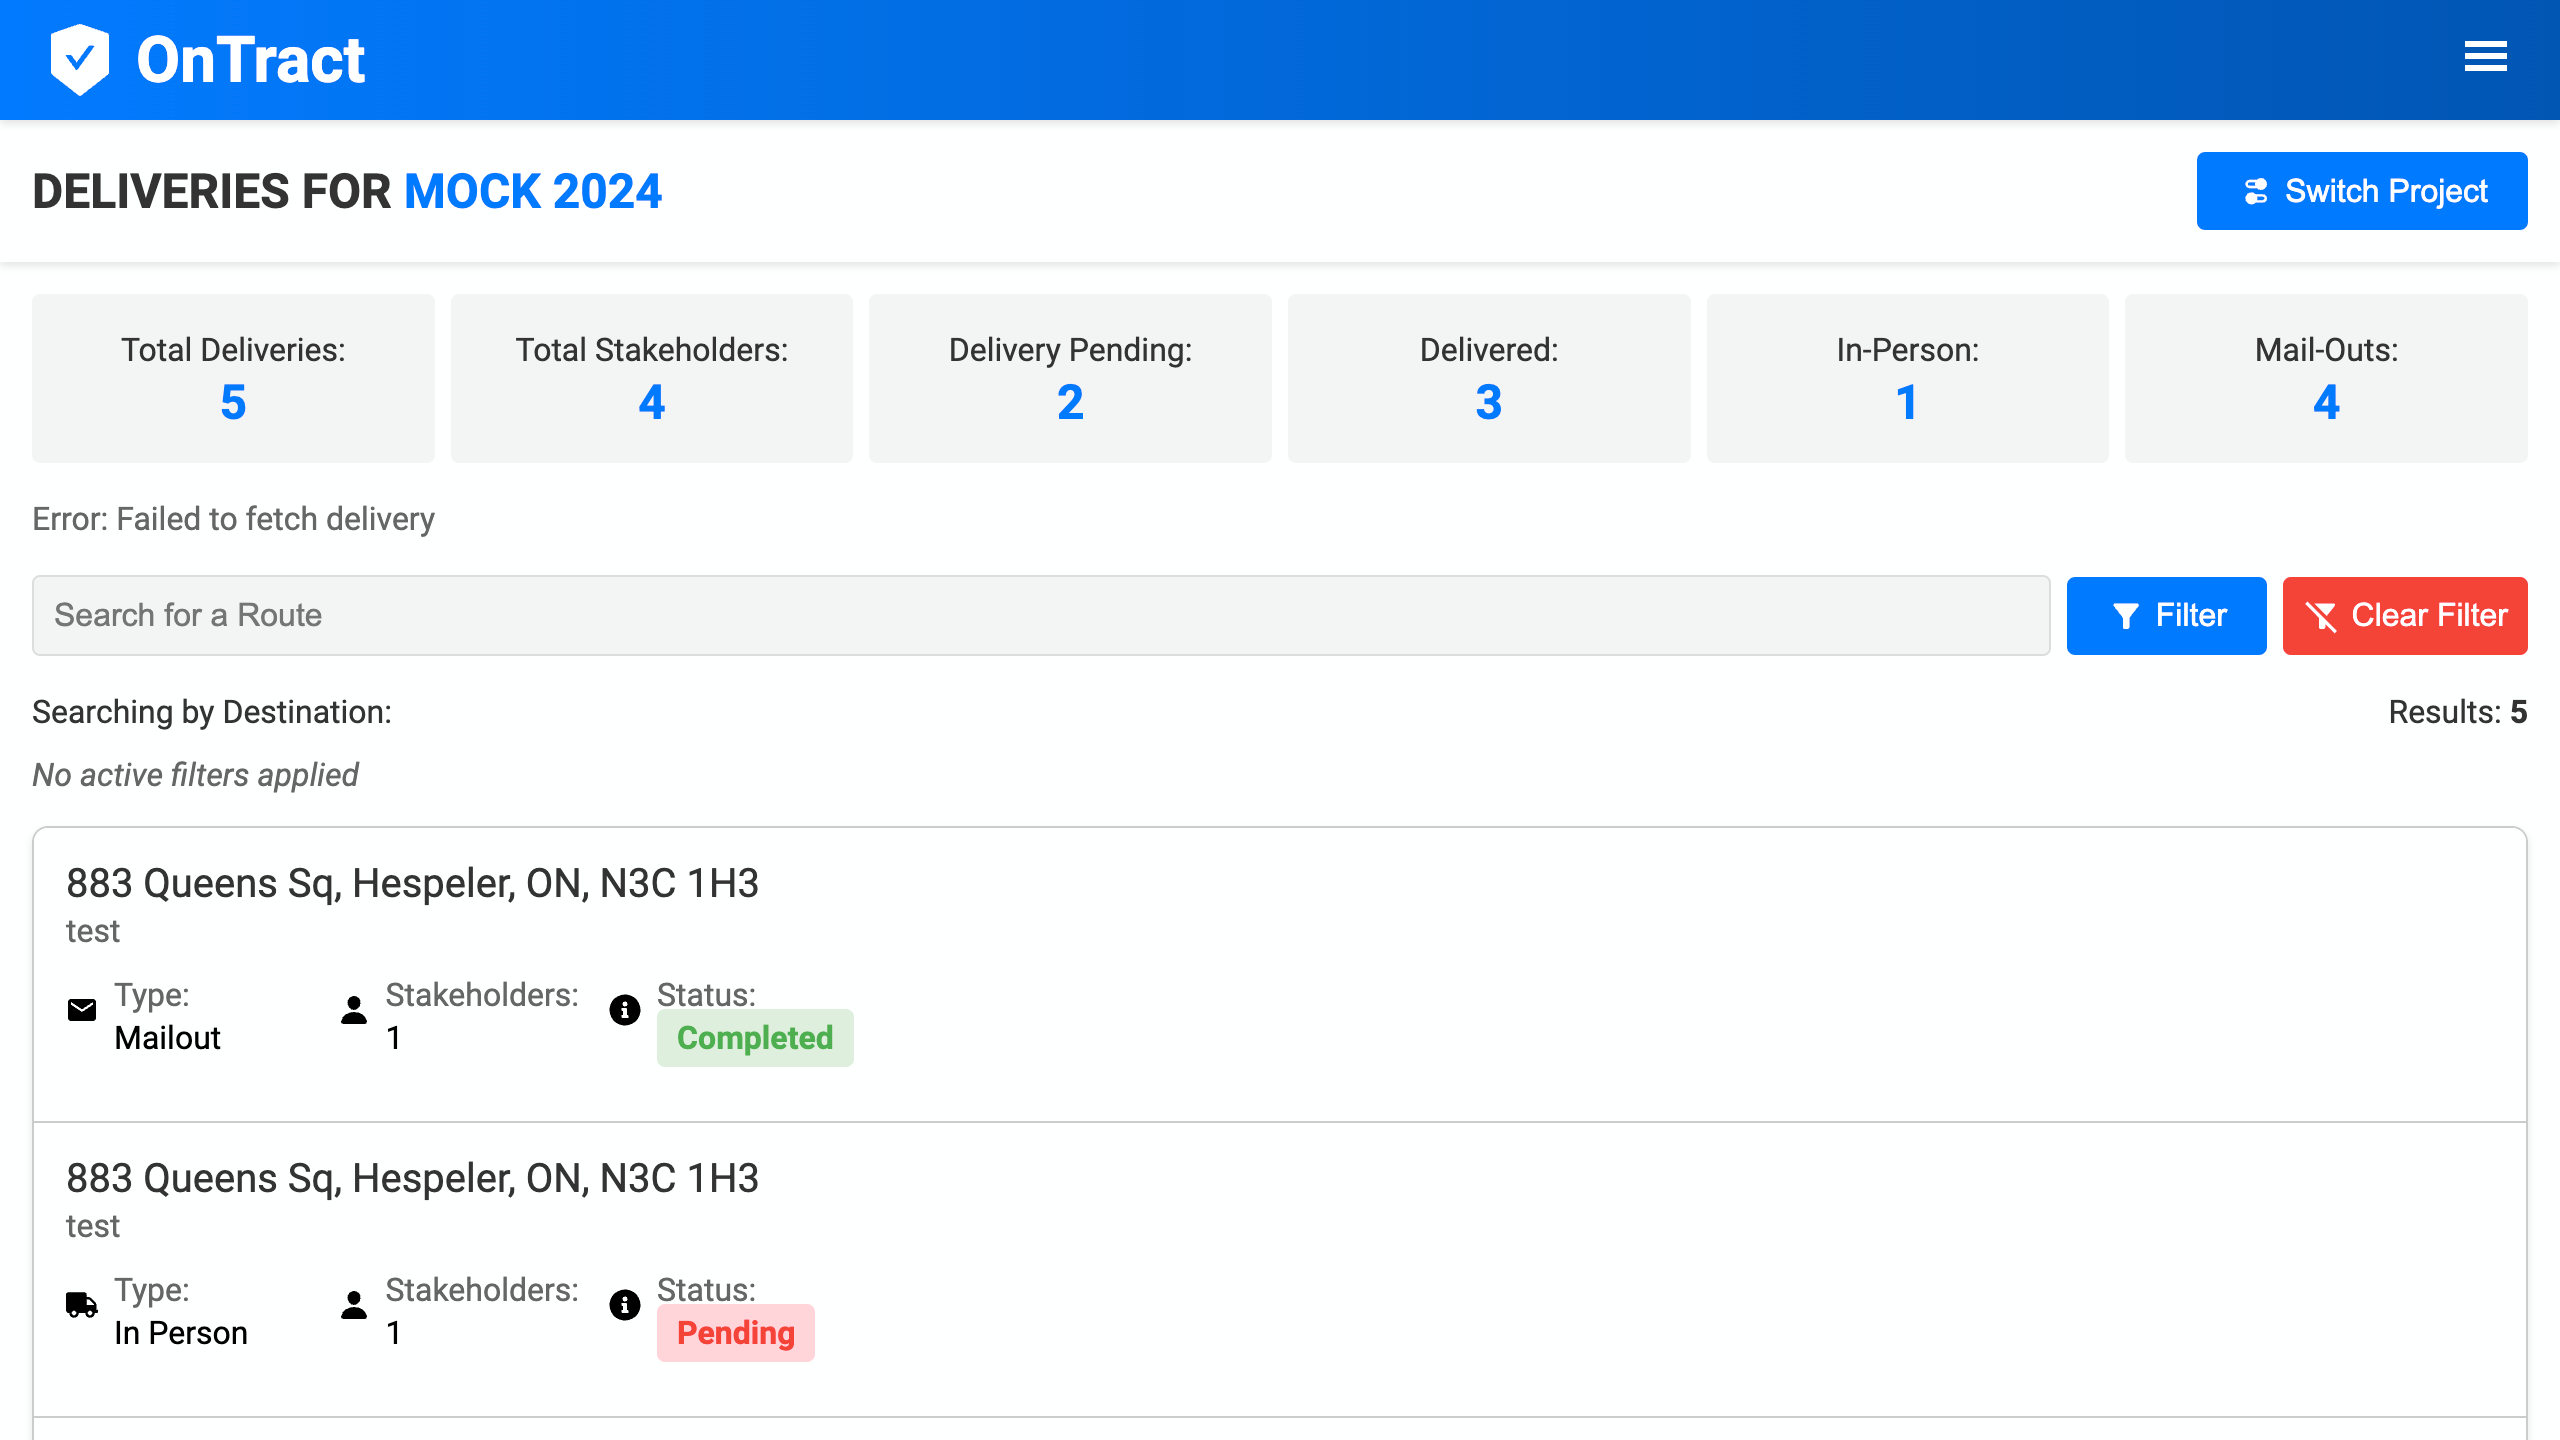 OnTract
DELIVERIES FOR MOCK 2024
Switch Project
Total Deliveries:
5
Total Stakeholders:
4
Delivery Pending:
2
Delivered:
3
In-Person:
1
Mail-Outs:
4
Error: Failed to fetch delivery
Search for a Route
Filter
Clear Filter
Searching by Destination:
Results: 5
No active filters applied
883 Queens Sq, Hespeler, ON, N3C 1H3
test
Type:
Mailout
Stakeholders:
1
Status:
Completed
883 Queens Sq, Hespeler, ON, N3C 1H3
test
Type:
In Person
Stakeholders:
1
Status:
Pending